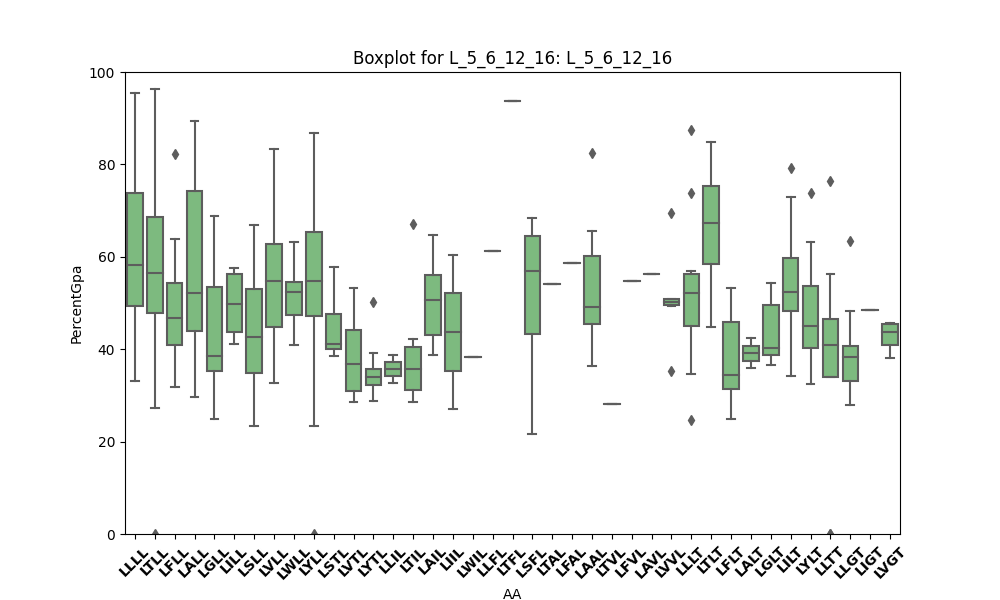 Boxplot for L_5_6_12_16: L_5_6_12_16
PercentGpa
100
80
60
40
20
0
LLLL
LTLL
LFLL
LALL
LGLL
LILL
LSLL
LVLL
LWLL
LYLL
LSTL
LVTL
LYTL
LLIL
LTIL
LAIL
LIIL
LWIL
LLFL
LTFL
LSFL
LTAL
LFAL
LAAL
LTVL
LFVL
LAVL
LVVL
LLLT
LTLT
LFLT
LALT
LGLT
LILT
LYLT
LLTT
LLGT
LIGT
LVGT
AA